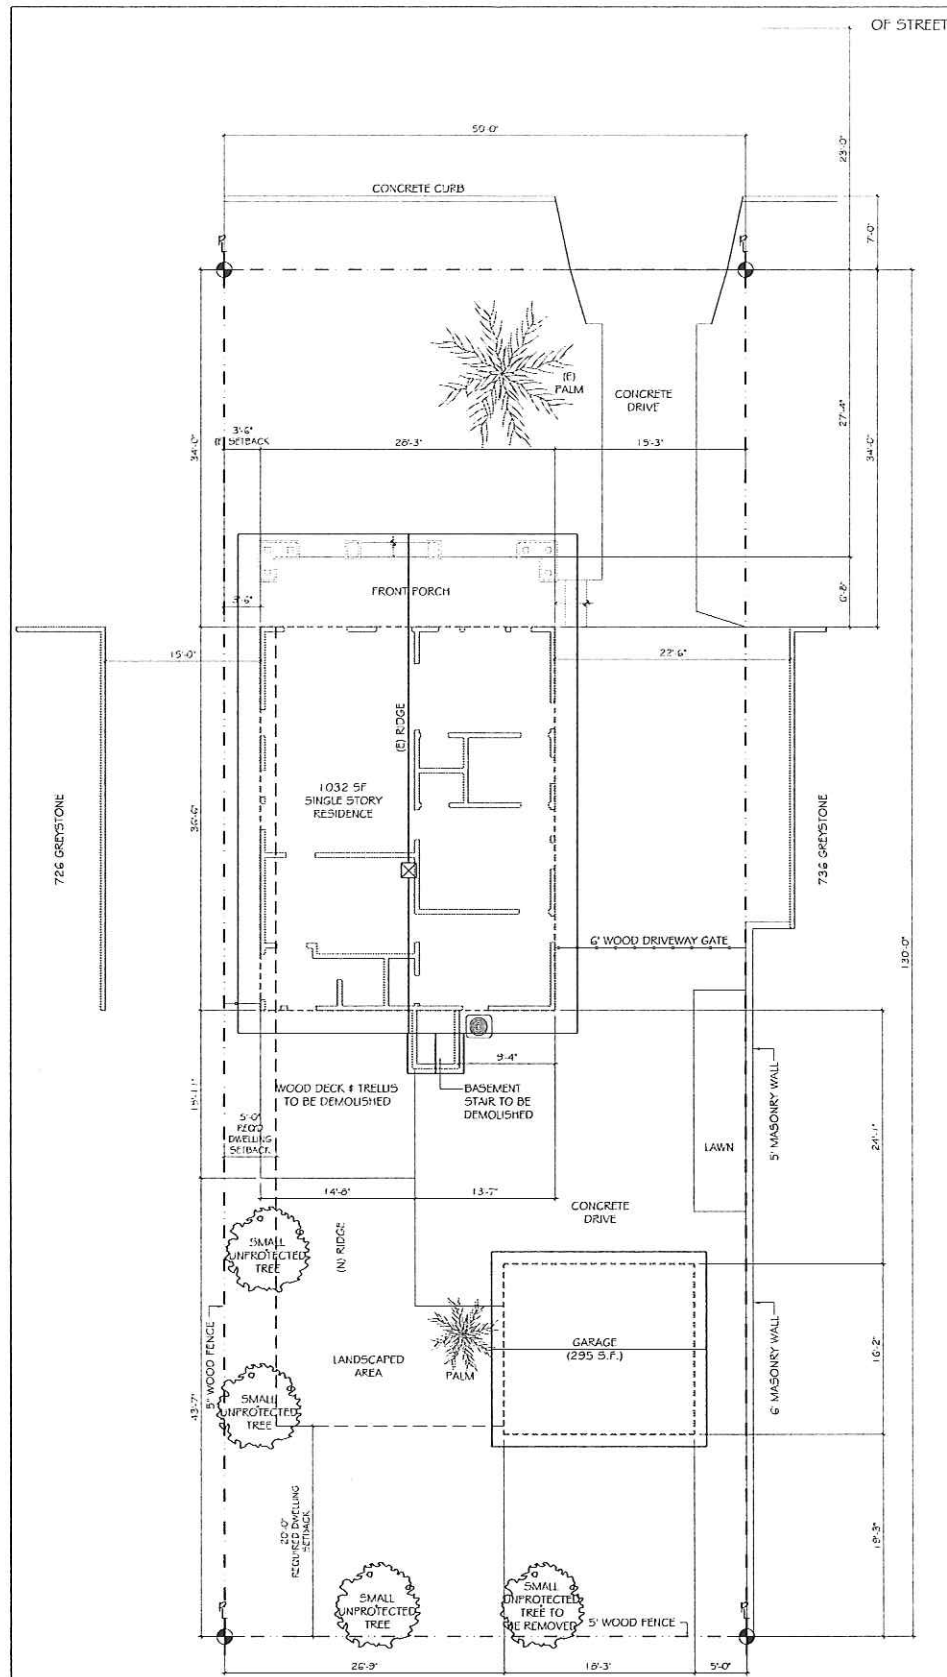 OF STREET
50'-0"
23'-0"
CONCRETE CURB
7'-0"
(E)
PALM
CONCRETE
DRIVE
27'-4"
34'-0"
34'-0"
3'-6"
(E) SETBACK
28'-3"
15'-3"
FRONT PORCH
3'-6"
6'-8"
15'-0"
22'-6"
(E) RIDGE
1032 SF
SINGLE STORY
RESIDENCE
36'-6"
726 GREYSTONE
736 GREYSTONE
6' WOOD DRIVEWAY GATE
130'-0"
9'-4"
WOOD DECK & TRELLIS
TO BE DEMOLISHED
BASEMENT
STAIR TO BE
DEMOLISHED
15'-11"
5'-0"
REQ'D
DWELLING
SETBACK
LAWN
5' MASONRY WALL
24'-1"
14'-8"
13'-7"
CONCRETE
DRIVE
SMALL
UNPROTECTED
TREE
(N) RIDGE
5' WOOD FENCE
GARAGE
(295 S.F.)
16'-2"
6' MASONRY WALL
LANDSCAPED
AREA
PALM
SMALL
UNPROTECTED
TREE
43'-7"
20'-0"
REQUIRED DWELLING
SETBACK
19'-3"
SMALL
UNPROTECTED
TREE
SMALL
UNPROTECTED
TREE TO
BE REMOVED
5' WOOD FENCE
26'-9"
18'-3"
5'-0"